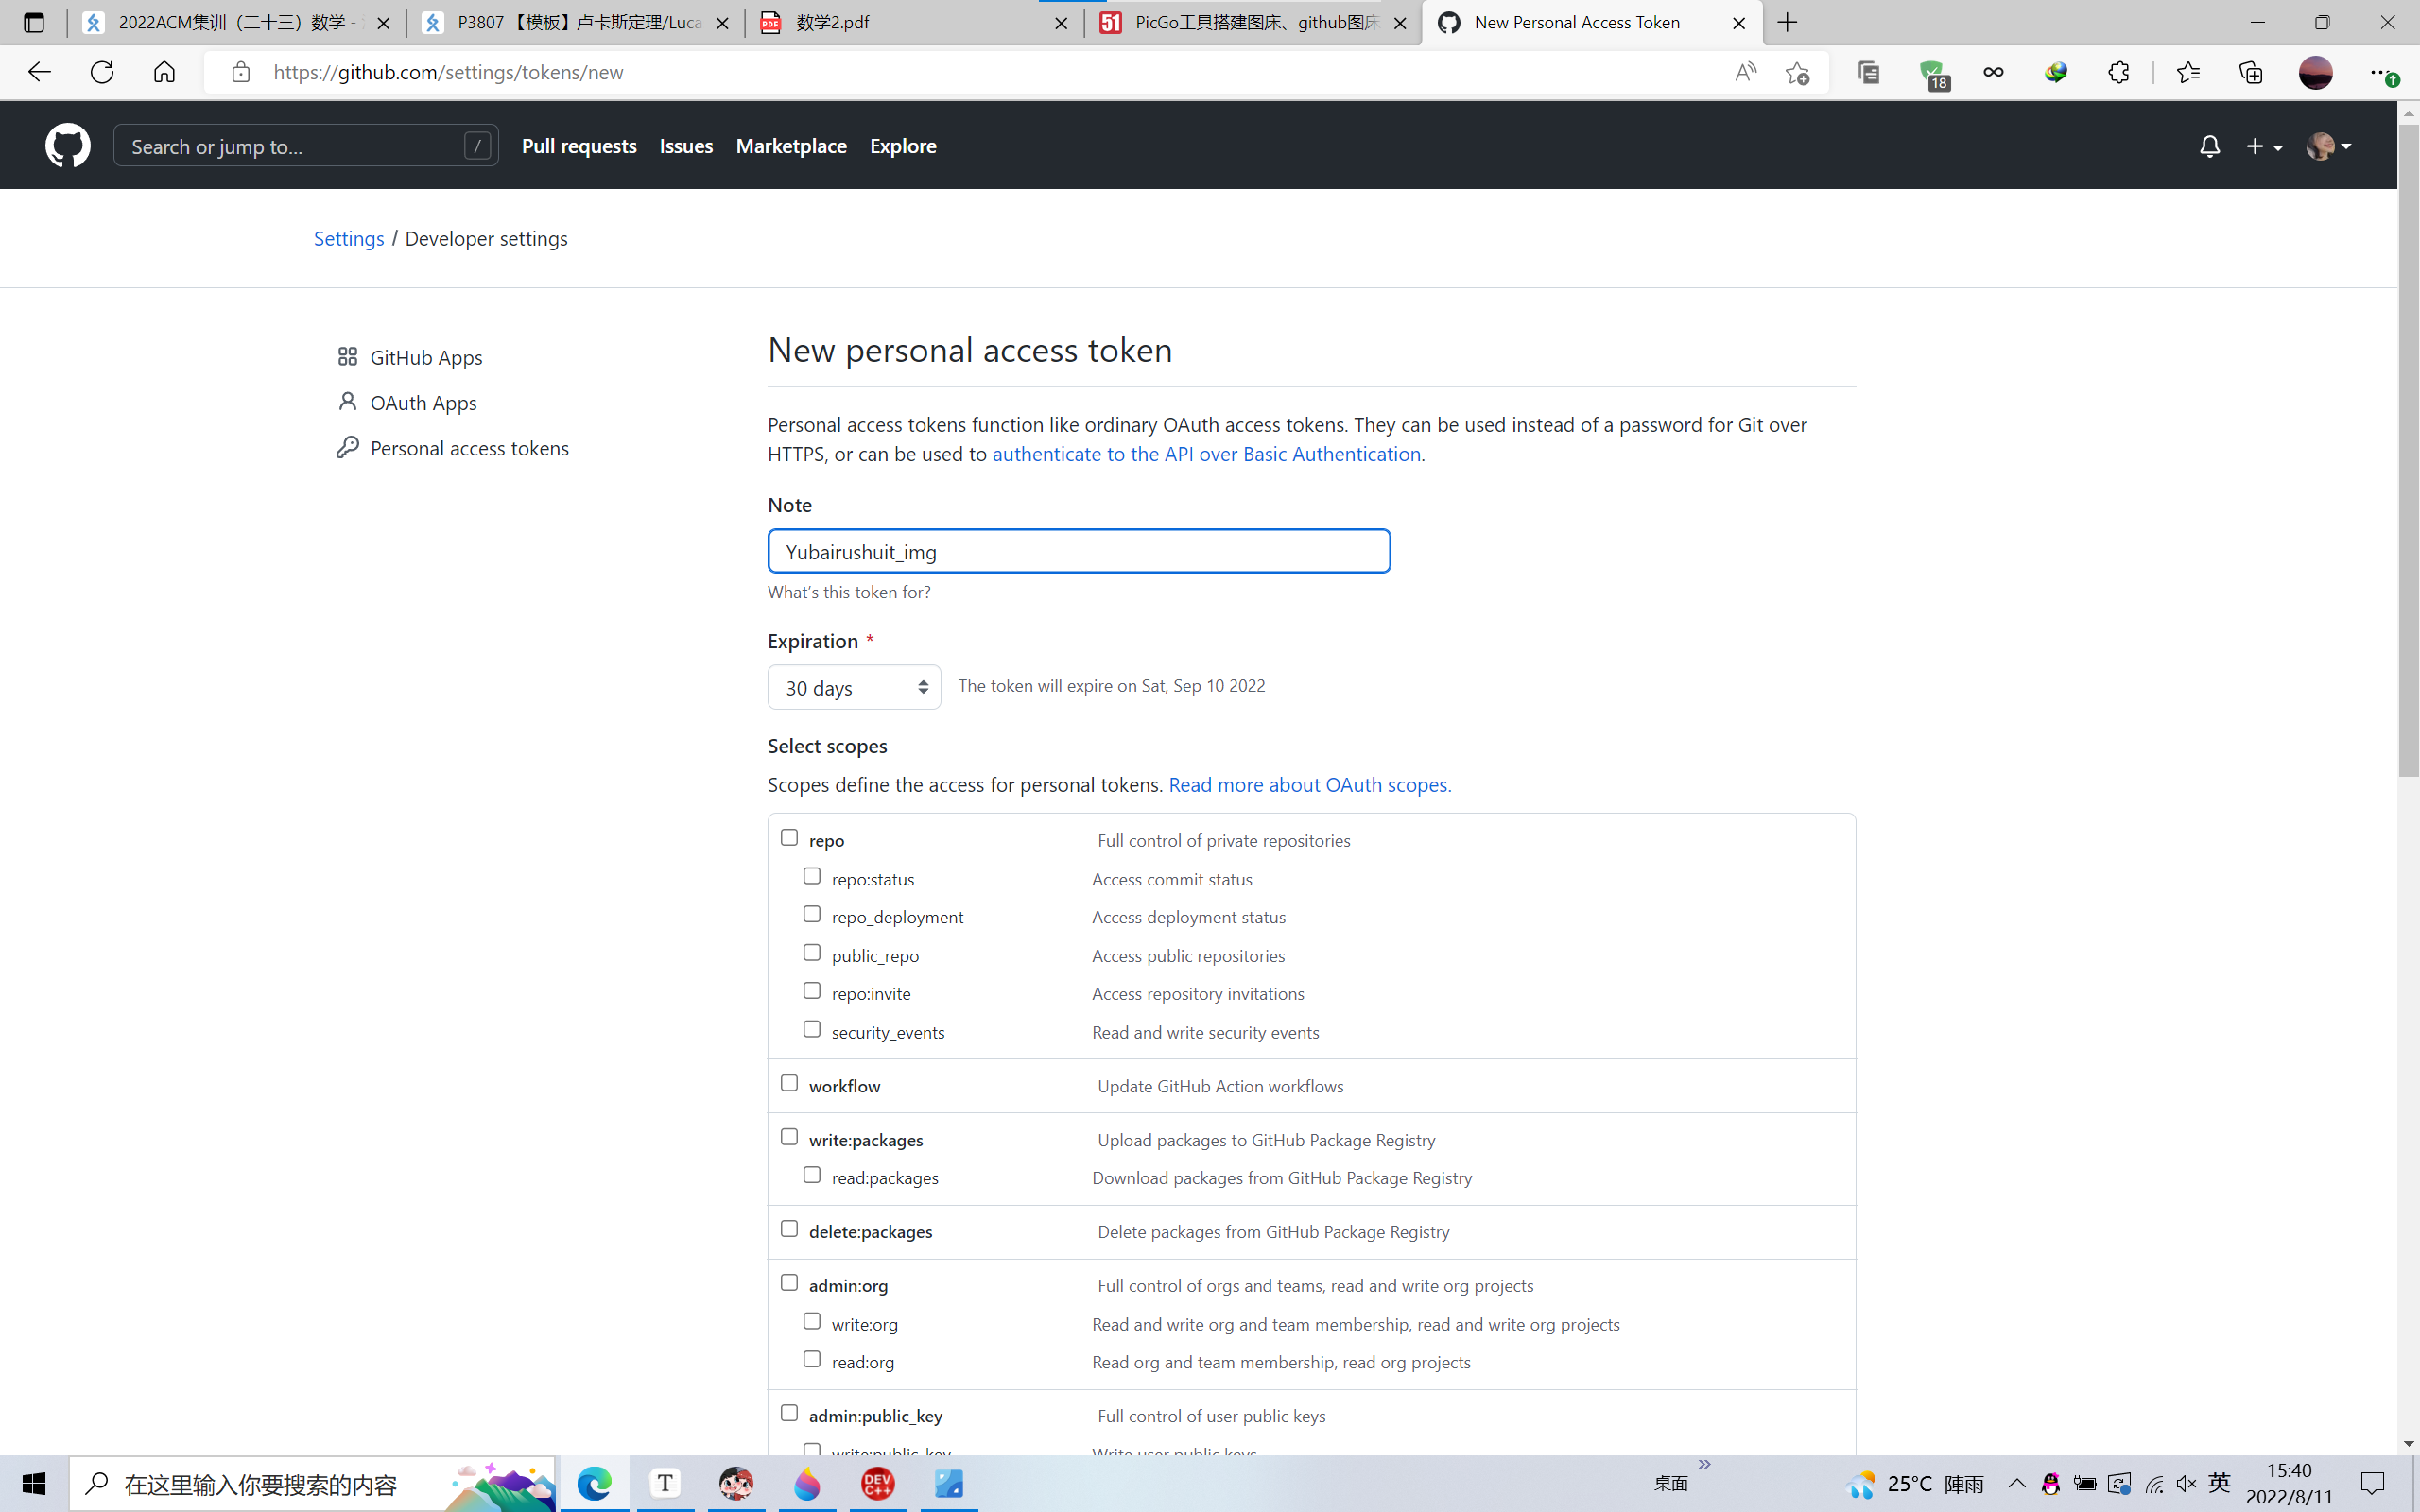 2022ACM集训（二十三）数学 -
P3807 【模板】卢卡斯定理/Luca
数学2.pdf
PicGo工具搭建图床、github图床
New Personal Access Token
https://github.com/settings/tokens/new
18
Search or jump to...
/
Pull requests
Issues
Marketplace
Explore
Settings / Developer settings
GitHub Apps
OAuth Apps
Personal access tokens
New personal access token
Personal access tokens function like ordinary OAuth access tokens. They can be used instead of a password for Git over
HTTPS, or can be used to authenticate to the API over Basic Authentication.
Note
Yubairushuit_img
What's this token for?
Expiration *
30 days
The token will expire on Sat, Sep 10 2022
Select scopes
Scopes define the access for personal tokens. Read more about OAuth scopes.
repo Full control of private repositories
repo:status Access commit status
repo_deployment Access deployment status
public_repo Access public repositories
repo:invite Access repository invitations
security_events Read and write security events
workflow Update GitHub Action workflows
write:packages Upload packages to GitHub Package Registry
read:packages Download packages from GitHub Package Registry
delete:packages Delete packages from GitHub Package Registry
admin:org Full control of orgs and teams, read and write org projects
write:org Read and write org and team membership, read and write org projects
read:org Read org and team membership, read org projects
admin:public_key Full control of user public keys
write:public_key Write user public keys
在这里输入你要搜索的内容
T
DEV
C++
桌面
25°C 陣雨
英
15:40
2022/8/11